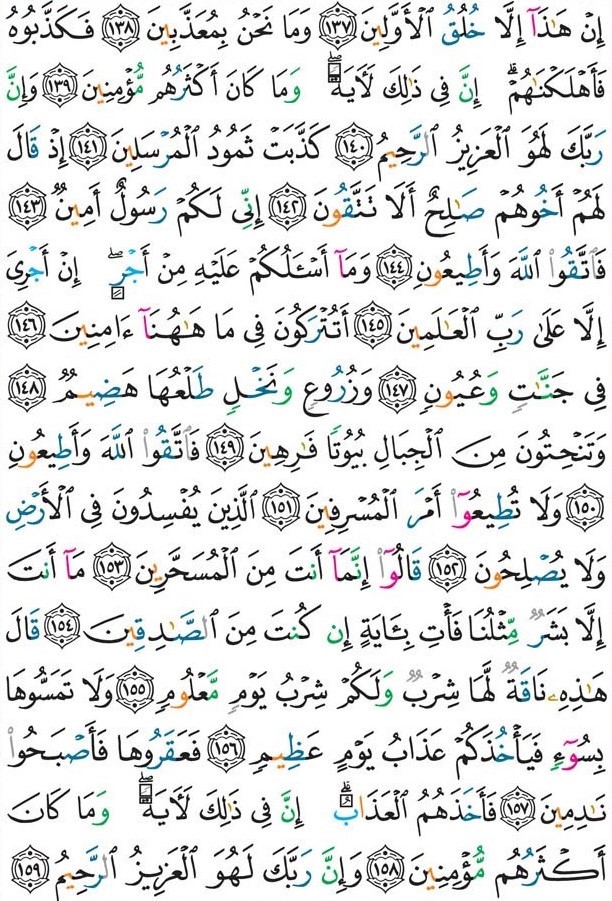 إِنْ هَٰذَآ إِلَّا خُلُقُ ٱلْأَوَّلِينَ ﴿١٣٧﴾ وَمَا نَحْنُ بِمُعَذَّبِينَ ﴿١٣٨﴾ فَكَذَّبُوهُ
فَأَهْلَكْنَٰهُمْ ۗ إِنَّ فِى ذَٰلِكَ لَءَايَةً ۖ وَمَا كَانَ أَكْثَرُهُم مُّؤْمِنِينَ ﴿١٣٩﴾ وَإِنَّ
رَبَّكَ لَهُوَ ٱلْعَزِيزُ ٱلرَّحِيمُ ﴿١٤٠﴾ كَذَّبَتْ ثَمُودُ ٱلْمُرْسَلِينَ ﴿١٤١﴾ إِذْ قَالَ
لَهُمْ أَخُوهُمْ صَٰلِحٌ أَلَا تَتَّقُونَ ﴿١٤٢﴾ إِنِّى لَكُمْ رَسُولٌ أَمِينٌ ﴿١٤٣﴾
فَٱتَّقُوا۟ ٱللَّهَ وَأَطِيعُونِ ﴿١٤٤﴾ وَمَآ أَسْـَٔلُكُمْ عَلَيْهِ مِنْ أَجْرٍ ۖ إِنْ أَجْرِىَ
إِلَّا عَلَىٰ رَبِّ ٱلْعَٰلَمِينَ ﴿١٤٥﴾ أَتُتْرَكُونَ فِى مَا هَٰهُنَآ ءَامِنِينَ ﴿١٤٦﴾
فِى جَنَّٰتٍ وَعُيُونٍ ﴿١٤٧﴾ وَزُرُوعٍ وَنَخْلٍ طَلْعُهَا هَضِيمٌ ﴿١٤٨﴾
وَتَنْحِتُونَ مِنَ ٱلْجِبَالِ بُيُوتًا فَٰرِهِينَ ﴿١٤٩﴾ فَٱتَّقُوا۟ ٱللَّهَ وَأَطِيعُونِ
﴿١٥٠﴾ وَلَا تُطِيعُوٓا۟ أَمْرَ ٱلْمُسْرِفِينَ ﴿١٥١﴾ ٱلَّذِينَ يُفْسِدُونَ فِى ٱلْأَرْضِ
وَلَا يُصْلِحُونَ ﴿١٥٢﴾ قَالُوٓا۟ إِنَّمَآ أَنتَ مِنَ ٱلْمُسَحَّرِينَ ﴿١٥٣﴾ مَآ أَنتَ
إِلَّا بَشَرٌ مِّثْلُنَا فَأْتِ بِـَٔايَةٍ إِن كُنتَ مِنَ ٱلصَّٰدِقِينَ ﴿١٥٤﴾ قَالَ
هَٰذِهِۦ نَاقَةٌ لَّهَا شِرْبٌ وَلَكُمْ شِرْبُ يَوْمٍ مَّعْلُومٍ ﴿١٥٥﴾ وَلَا تَمَسُّوهَا
بِسُوٓءٍ فَيَأْخُذَكُمْ عَذَابُ يَوْمٍ عَظِيمٍ ﴿١٥٦﴾ فَعَقَرُوهَا فَأَصْبَحُوا۟
نَٰدِمِينَ ﴿١٥٧﴾ فَأَخَذَهُمُ ٱلْعَذَابُ ۗ إِنَّ فِى ذَٰلِكَ لَءَايَةً ۖ وَمَا كَانَ
أَكْثَرُهُم مُّؤْمِنِينَ ﴿١٥٨﴾ وَإِنَّ رَبَّكَ لَهُوَ ٱلْعَزِيزُ ٱلرَّحِيمُ ﴿١٥٩﴾